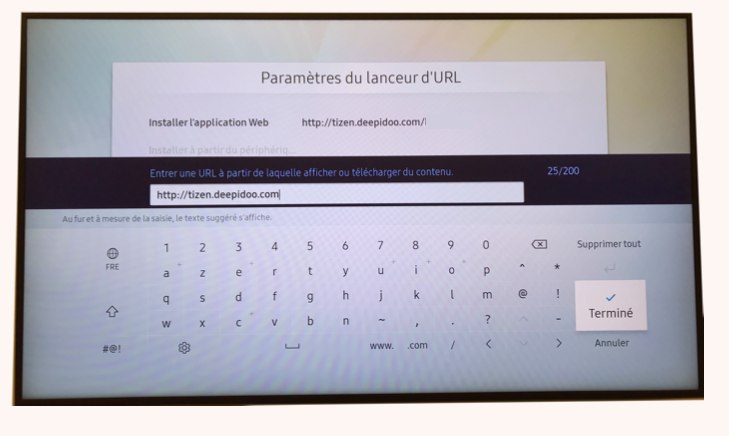 Paramètres du lanceur d'URL
Installer l'application Web http://tizen.deepidoo.com/
Installer à partir du périphériq...
Entrer une URL à partir de laquelle afficher ou télécharger du contenu. 25/200
http://tizen.deepidoo.com
Au fur et à mesure de la saisie, le texte suggéré s'affiche.
1 2 3 4 5 6 7 8 9 0 Supprimer tout
FRE a z e r t y u i o p ^ *
q s d f g h j k l m @ !
Terminé
w x c v b n ~ , . ? ^ -
#@! www. .com / < > Annuler